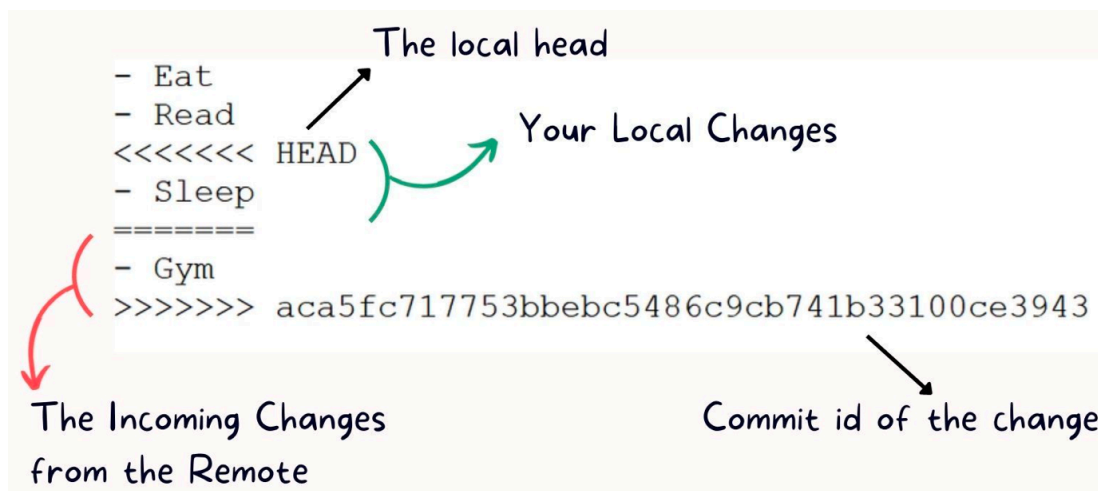 The local head
- Eat
- Read
<<<<<<< HEAD
Your Local Changes
- Sleep
=======
- Gym
>>>>>>> aca5fc717753bbebc5486c9cb741b33100ce3943
The Incoming Changes
from the Remote
Commit id of the change